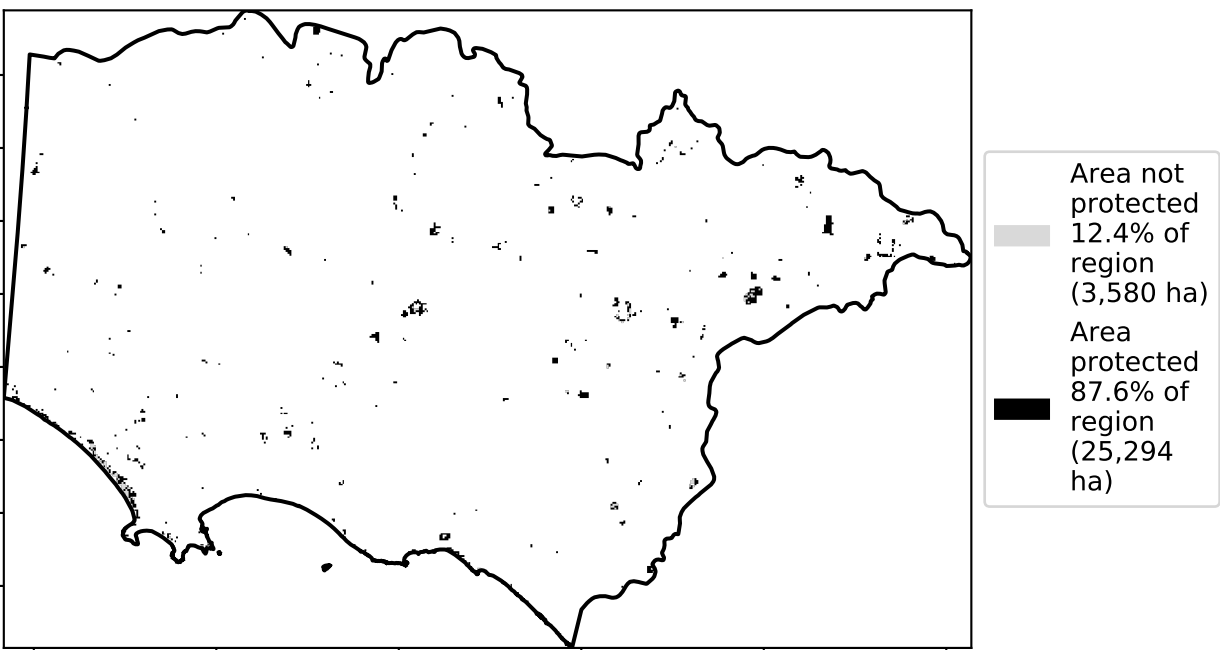 Area not
protected
12.4% of
region
(3,580 ha)
Area
protected
87.6% of
region
(25,294
ha)